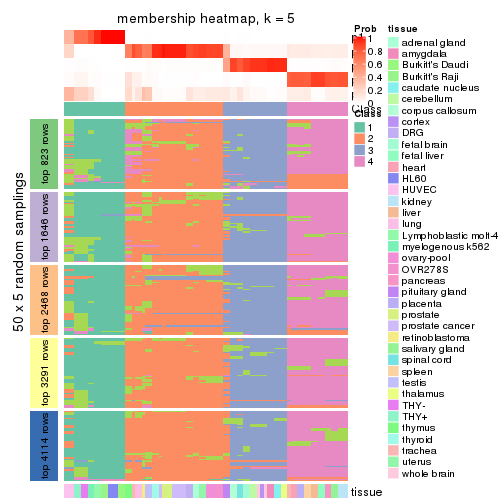 membership heatmap, k = 5
50 x 5 random samplings
top 823 rows
top 1646 rows
top 2468 rows
top 3291 rows
top 4114 rows
Class
tissue
Prob
1
0.8
0.6
0.4
0.2
0
Class
1
2
3
4
tissue
adrenal gland
amygdala
Burkitt's Daudi
Burkitt's Raji
caudate nucleus
cerebellum
corpus callosum
cortex
DRG
fetal brain
fetal liver
heart
HL60
HUVEC
kidney
liver
lung
Lymphoblastic molt-4
myelogenous k562
ovary-pool
OVR278S
pancreas
pituitary gland
placenta
prostate
prostate cancer
retinoblastoma
salivary gland
spinal cord
spleen
testis
thalamus
THY-
THY+
thymus
thyroid
trachea
uterus
whole brain